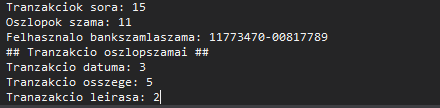 Tranzakciok sora: 15
Oszlopok szama: 11
Felhasznalo bankszamlaszama: 11773470-00817789
## Tranzakcio oszlopszamai ##
Tranzakcio datuma: 3
Tranzakcio osszege: 5
Tranazakcio leirasa: 2